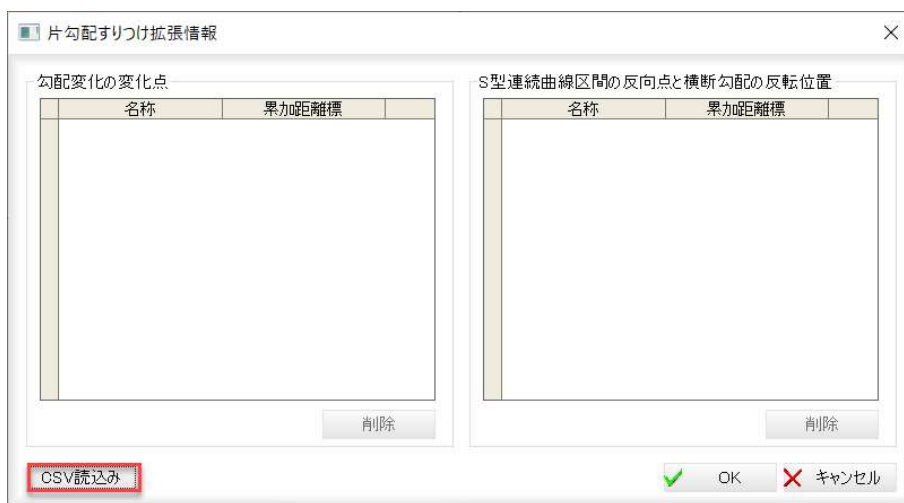 片勾配すりつけ拡張情報
勾配変化の変化点
S型連続曲線区間の反向点と横断勾配の反転位置
名称 累加距離標
名称 累加距離標
削除
削除
CSV読込み
OK
キャンセル